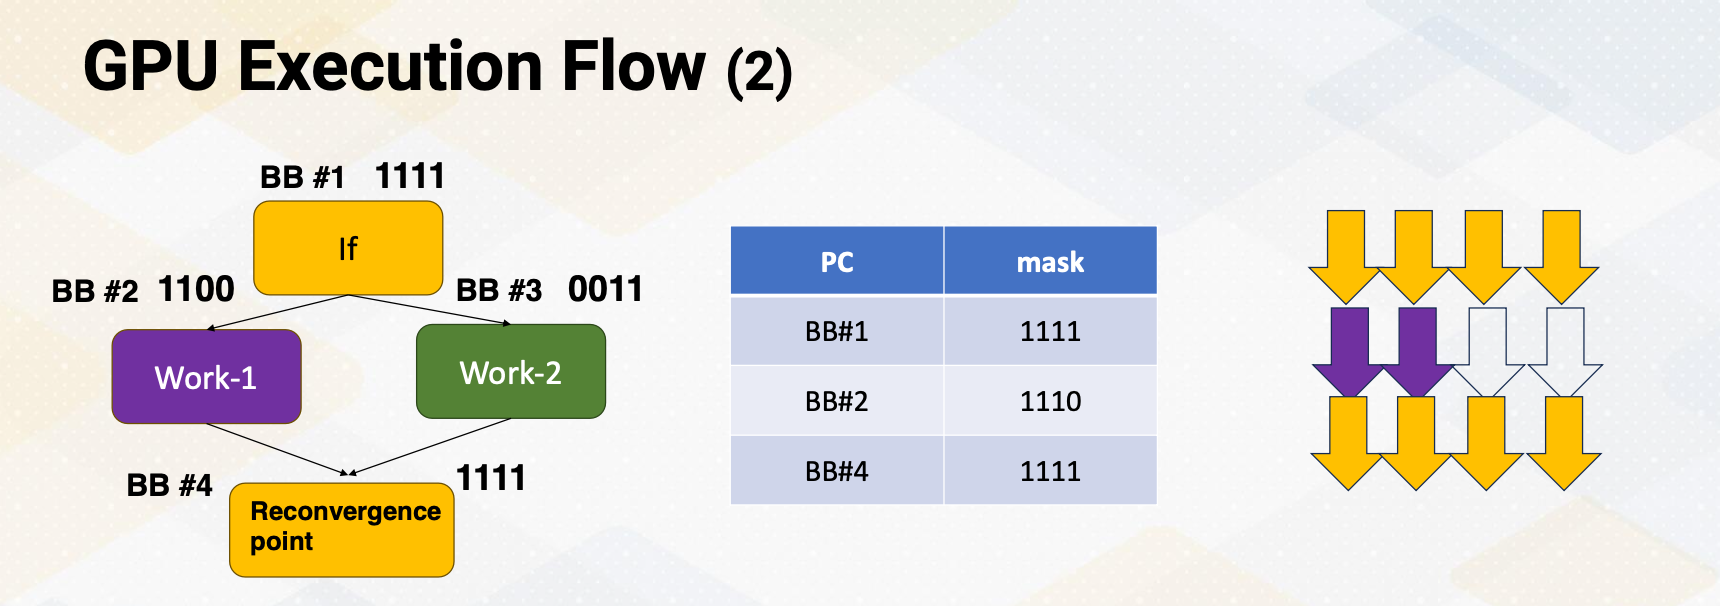 GPU Execution Flow (2)
BB #1 1111
If
BB #2 1100
BB #3 0011
Work-1
Work-2
BB #4
1111
Reconvergence
point
PC mask
BB#1 1111
BB#2 1110
BB#4 1111